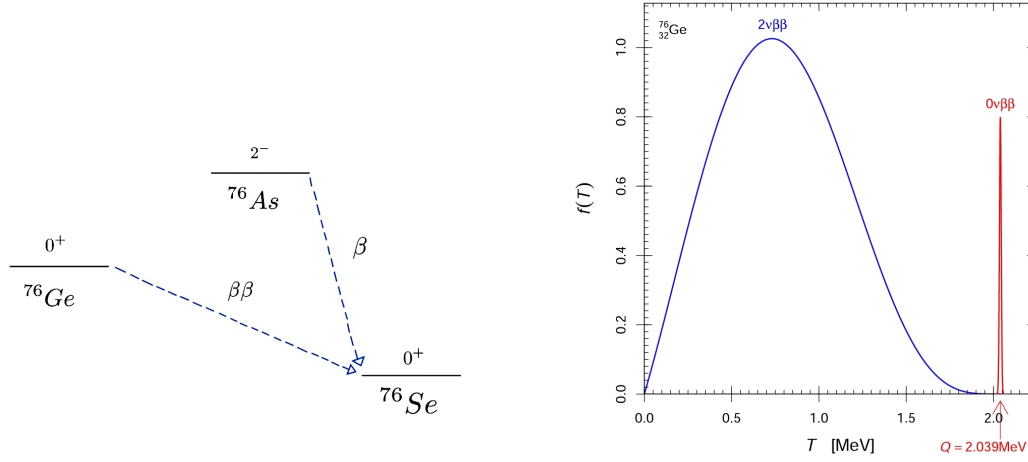 2⁻
⁷⁶As
β
0⁺
⁷⁶Ge
ββ
0⁺
⁷⁶Se
⁷⁶₃₂Ge
2νββ
0νββ
f(T)
1.0
0.8
0.6
0.4
0.2
0.0
0.0 0.5 1.0 1.5 2.0
T [MeV]
Q = 2.039MeV